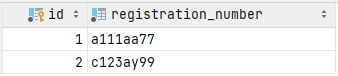 id registration_number
1 a111aa77
2 c123ay99